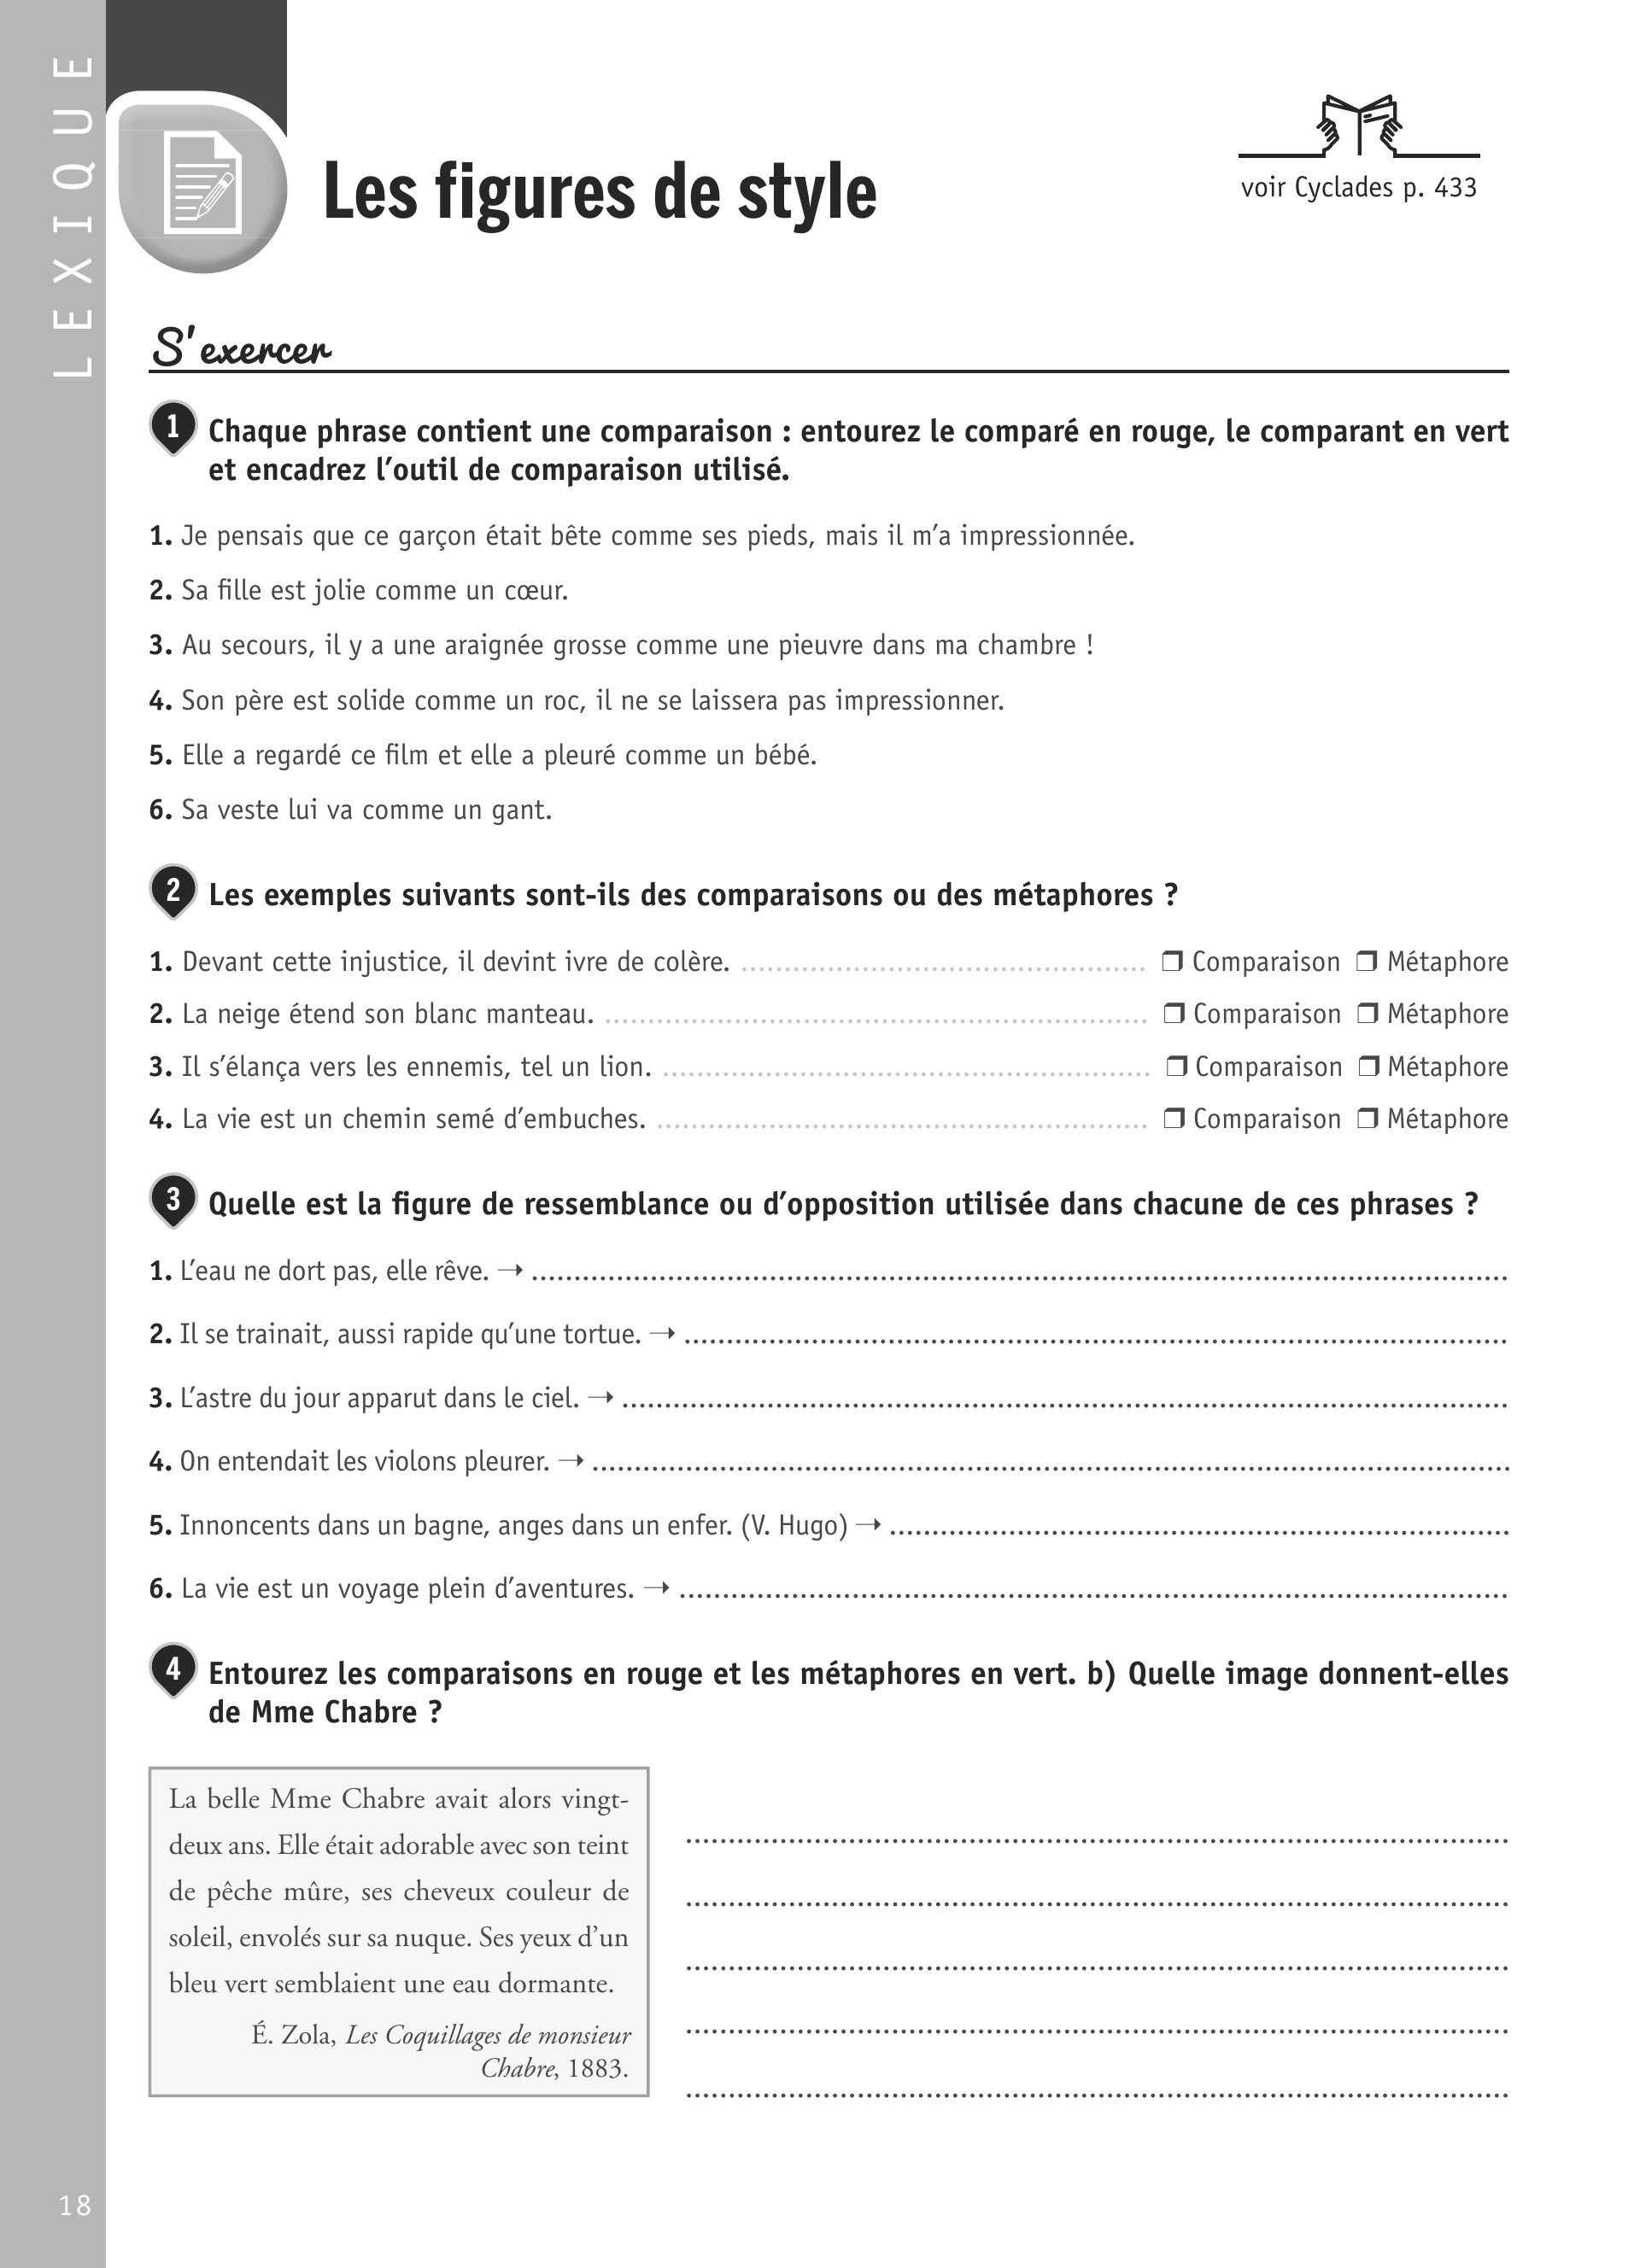 LEXIQUE
Les figures de style
voir Cyclades p. 433
S'exercer
1 Chaque phrase contient une comparaison : entourez le comparé en rouge, le comparant en vert
et encadrez l'outil de comparaison utilisé.
1. Je pensais que ce garçon était bête comme ses pieds, mais il m'a impressionnée.
2. Sa fille est jolie comme un cœur.
3. Au secours, il y a une araignée grosse comme une pieuvre dans ma chambre !
4. Son père est solide comme un roc, il ne se laissera pas impressionner.
5. Elle a regardé ce film et elle a pleuré comme un bébé.
6. Sa veste lui va comme un gant.
2 Les exemples suivants sont-ils des comparaisons ou des métaphores ?
1. Devant cette injustice, il devint ivre de colère. ................................................ ❒ Comparaison ❒ Métaphore
2. La neige étend son blanc manteau. ................................................................ ❒ Comparaison ❒ Métaphore
3. Il s'élança vers les ennemis, tel un lion. ......................................................... ❒ Comparaison ❒ Métaphore
4. La vie est un chemin semé d'embuches. .......................................................... ❒ Comparaison ❒ Métaphore
3 Quelle est la figure de ressemblance ou d'opposition utilisée dans chacune de ces phrases ?
1. L'eau ne dort pas, elle rêve. → ....................................................................................
2. Il se trainait, aussi rapide qu'une tortue. → ......................................................................
3. L'astre du jour apparut dans le ciel. → ............................................................................
4. On entendait les violons pleurer. → ................................................................................
5. Innoncents dans un bagne, anges dans un enfer. (V. Hugo) → ......................................................
6. La vie est un voyage plein d'aventures. → ........................................................................
4 Entourez les comparaisons en rouge et les métaphores en vert. b) Quelle image donnent-elles
de Mme Chabre ?
La belle Mme Chabre avait alors vingt-
deux ans. Elle était adorable avec son teint
de pêche mûre, ses cheveux couleur de
soleil, envolés sur sa nuque. Ses yeux d'un
bleu vert semblaient une eau dormante.
É. Zola, Les Coquillages de monsieur
Chabre, 1883.
................................................................................
................................................................................
................................................................................
................................................................................
................................................................................
18